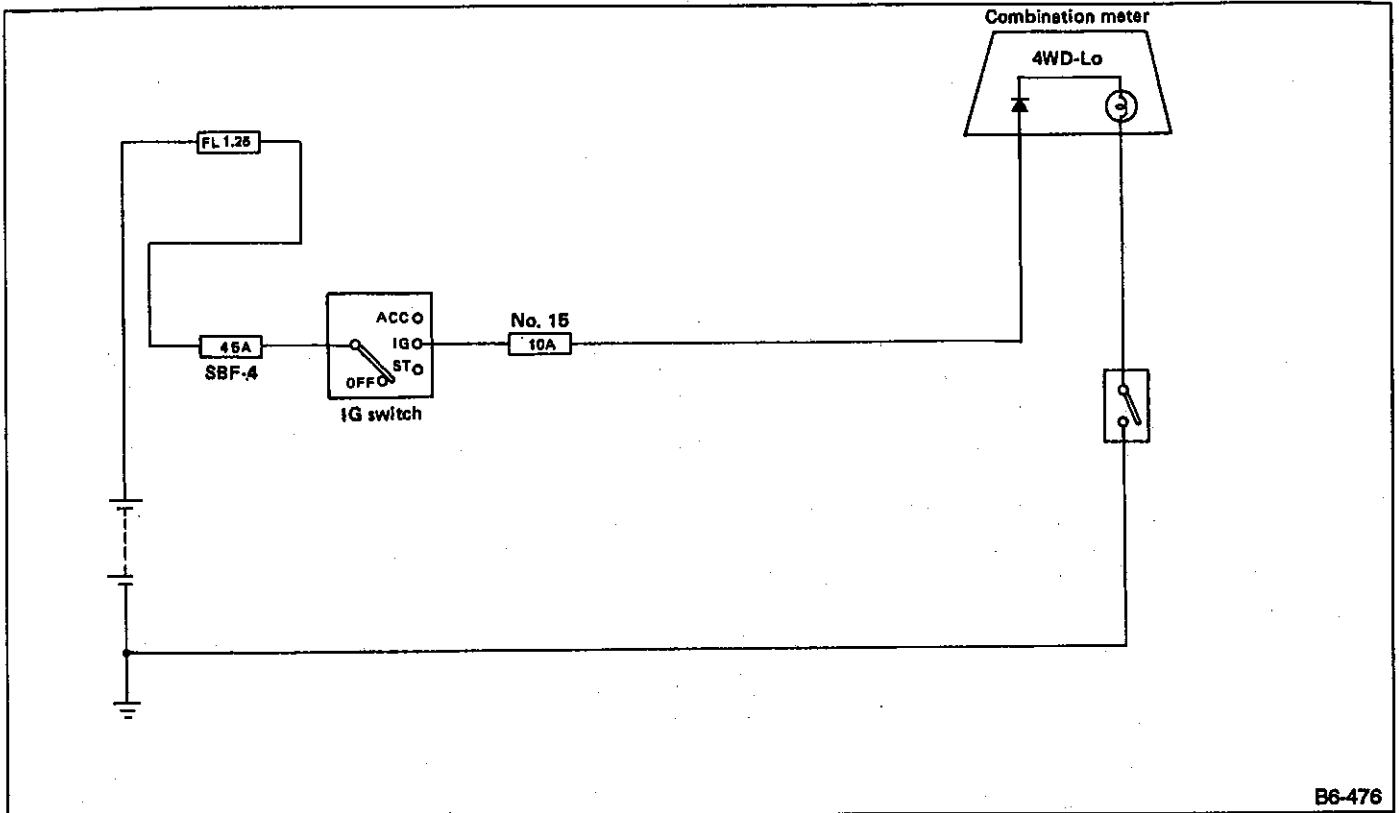 Combination meter
4WD-Lo
FL 1.25
ACC
IG
ST
OFF
IG switch
45A
SBF-4
No. 15
10A
B6-476